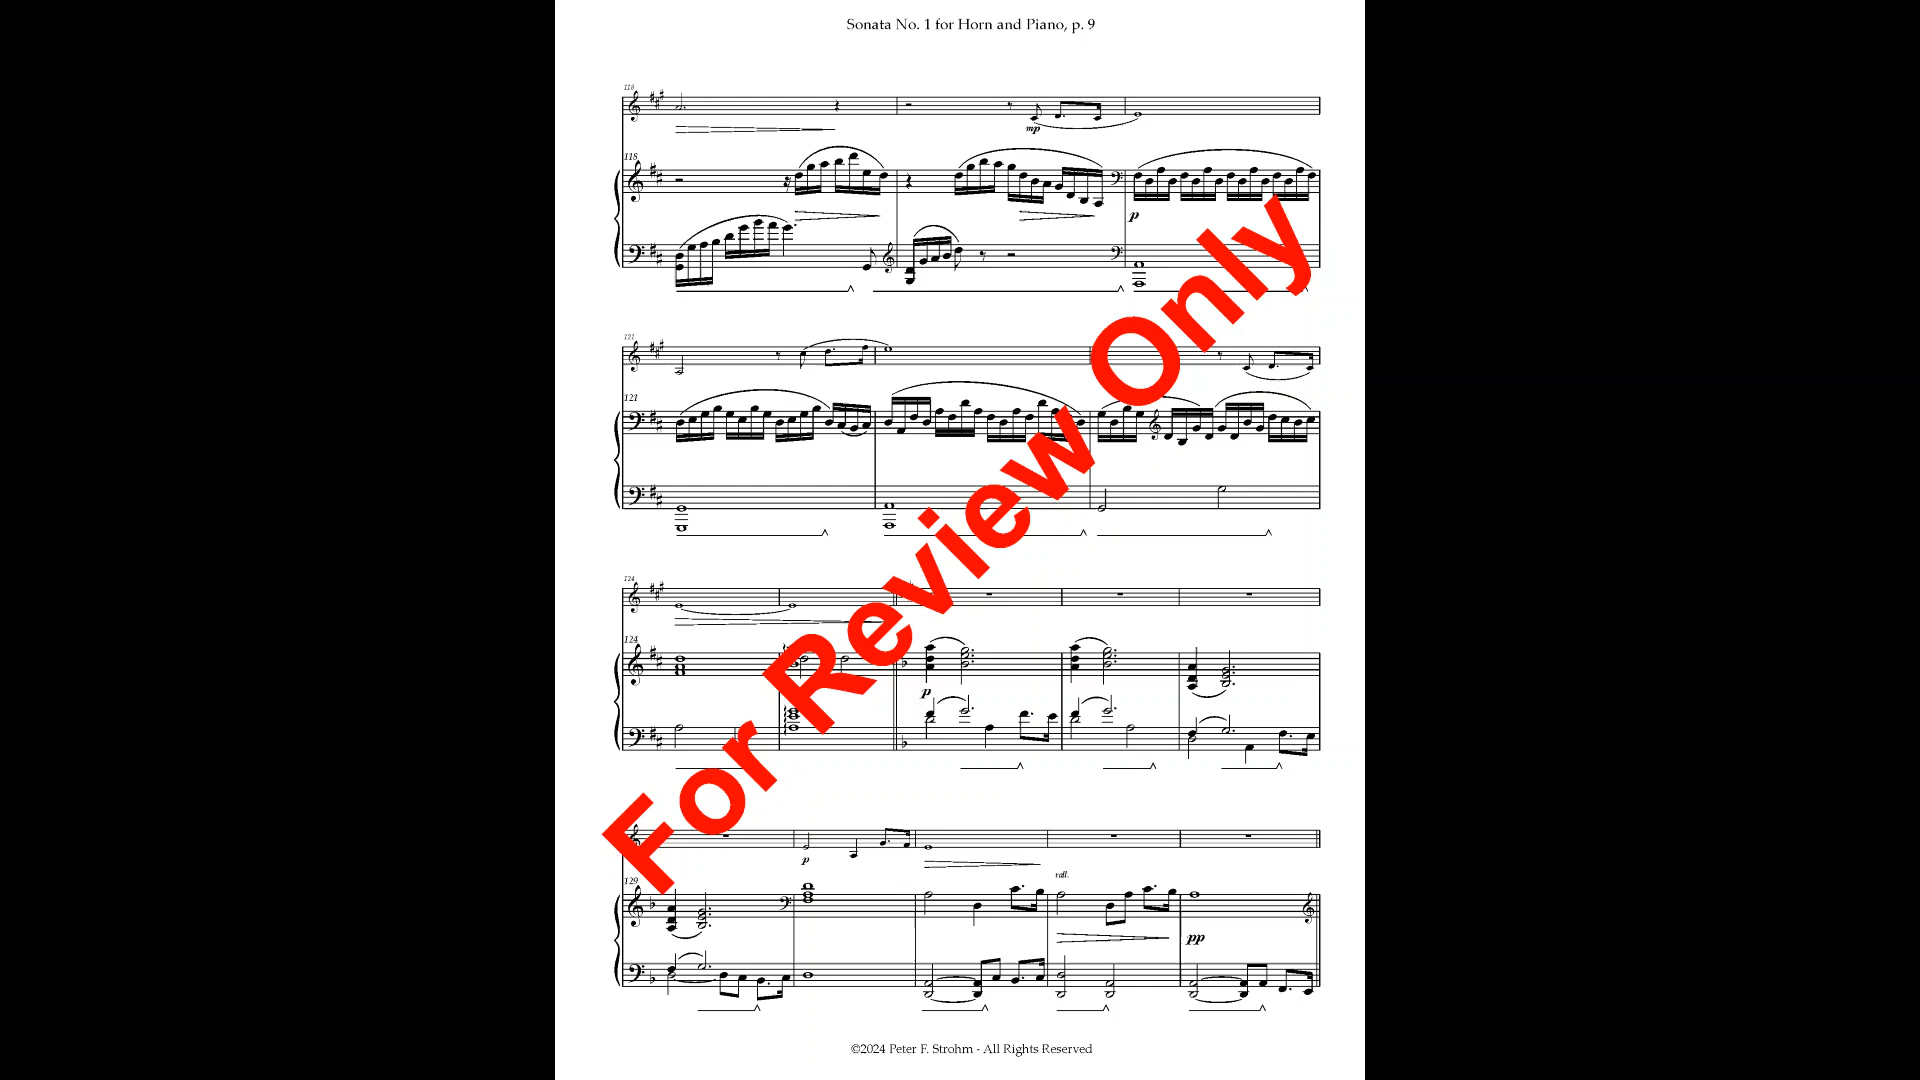 Sonata No. 1 for Horn and Piano, p. 9
118
mp
118
p
121
121
124
124
p
p
rall.
129
pp
For Review Only
©2024 Peter F. Strohm - All Rights Reserved